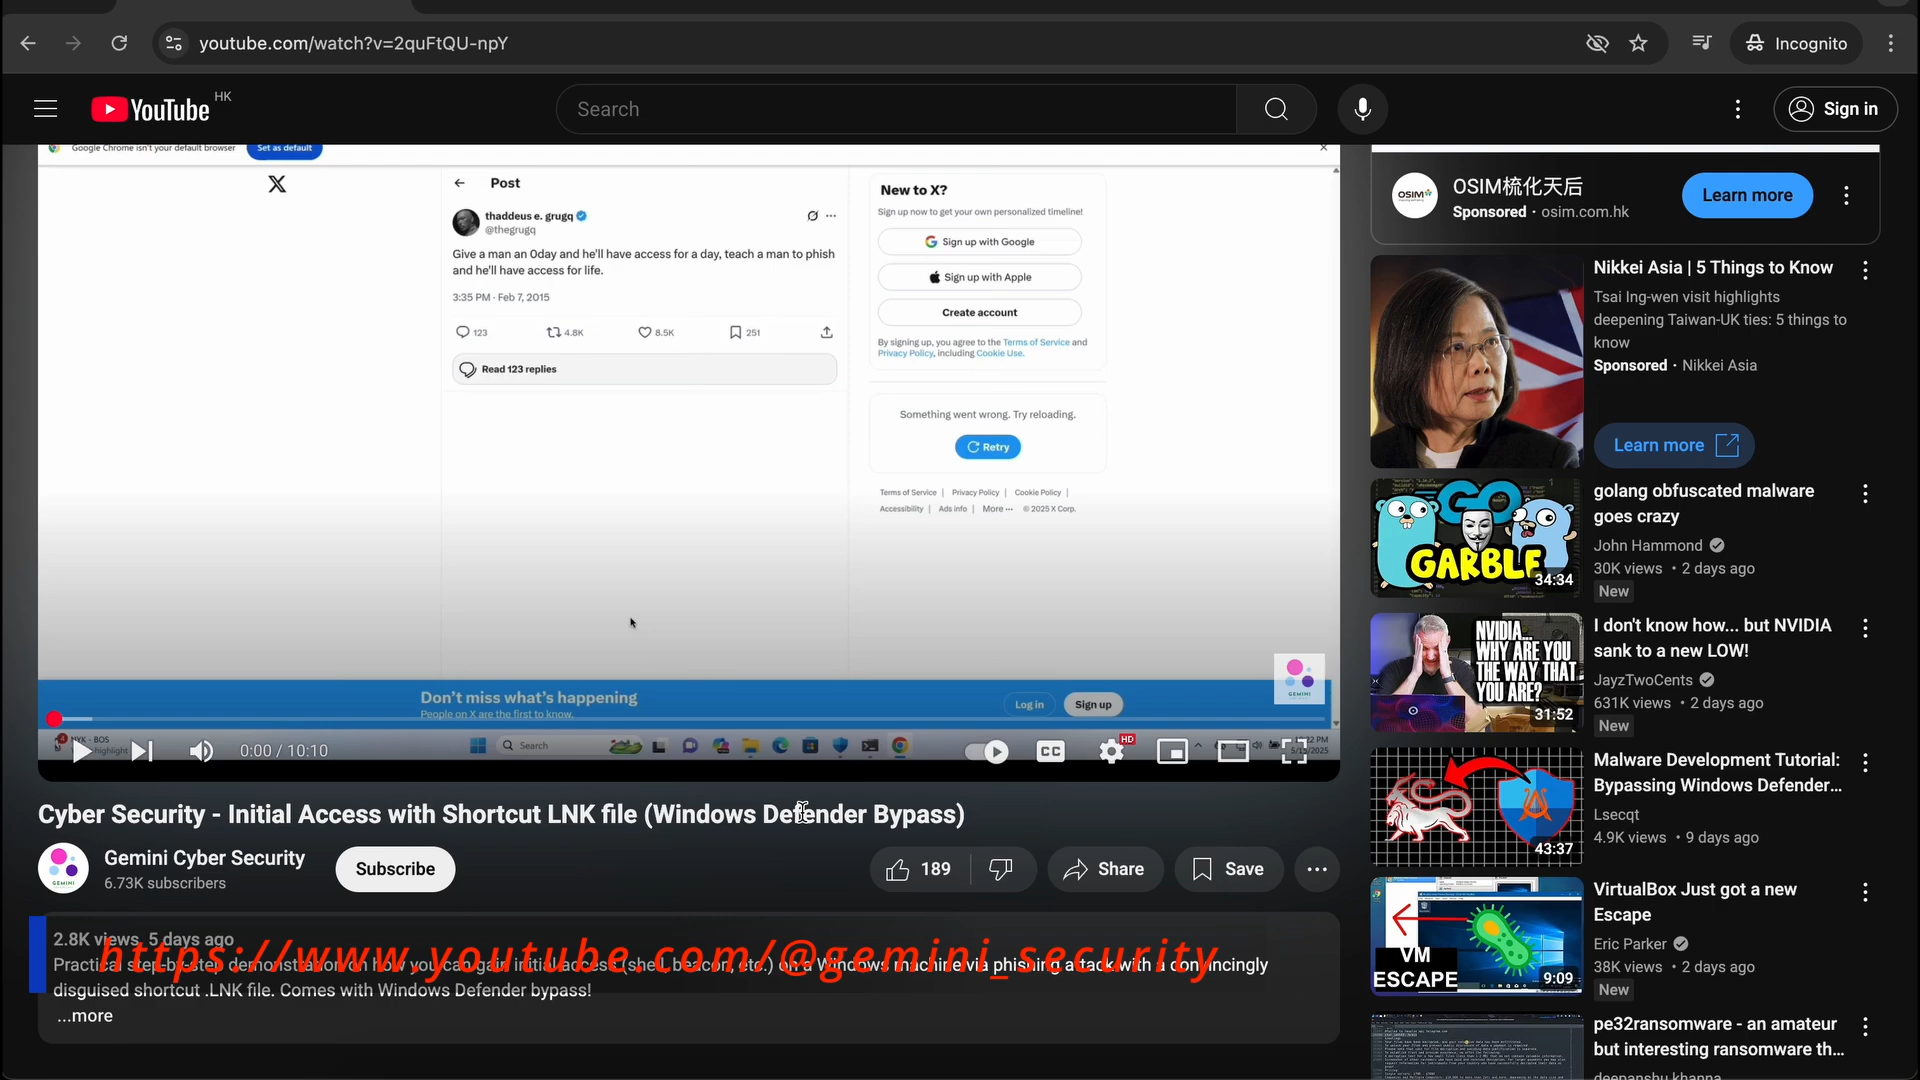 youtube.com/watch?v=2quFtQU-npY
Incognito
YouTube HK
Search
Sign in
Google Chrome isn't your default browser
Set as default
X
Post
thaddeus e. grugq
@thegrugq
Give a man an 0day and he'll have access for a day, teach a man to phish
and he'll have access for life.
3:35 PM · Feb 7, 2015
123
4.8K
8.5K
251
Read 123 replies
New to X?
Sign up now to get your own personalized timeline!
Sign up with Google
Sign up with Apple
Create account
By signing up, you agree to the Terms of Service and
Privacy Policy, including Cookie Use.
Something went wrong. Try reloading.
Retry
Terms of Service | Privacy Policy | Cookie Policy |
Accessibility | Ads info | More ··· © 2025 X Corp.
Don't miss what's happening
People on X are the first to know.
Log in
Sign up
GEMINI
NYK - BOS
highlight
Search
0:00 / 10:10
CC
HD
Cyber Security - Initial Access with Shortcut LNK file (Windows Defender Bypass)
GEMINI
Gemini Cyber Security
6.73K subscribers
Subscribe
189
Share
Save
2.8K views 5 days ago
https://www.youtube.com/@gemini_security
Practical step-by-step demonstration on how you can gain initial access (shell, beacon, etc.) on a Windows machine via phishing attack with a convincingly
disguised shortcut .LNK file. Comes with Windows Defender bypass!
...more
OSIM
OSIM梳化天后
Sponsored · osim.com.hk
Learn more
Nikkei Asia | 5 Things to Know
Tsai Ing-wen visit highlights
deepening Taiwan-UK ties: 5 things to
know
Sponsored · Nikkei Asia
Learn more
GO
GARBLE
34:34
golang obfuscated malware
goes crazy
John Hammond
30K views · 2 days ago
New
NVIDIA...
WHY ARE YOU
THE WAY THAT
YOU ARE?
31:52
I don't know how... but NVIDIA
sank to a new LOW!
JayzTwoCents
631K views · 2 days ago
New
43:37
Malware Development Tutorial:
Bypassing Windows Defender...
Lsecqt
4.9K views · 9 days ago
VM
ESCAPE
9:09
VirtualBox Just got a new
Escape
Eric Parker
38K views · 2 days ago
New
pe32ransomware - an amateur
but interesting ransomware th...
deepanshu khanna